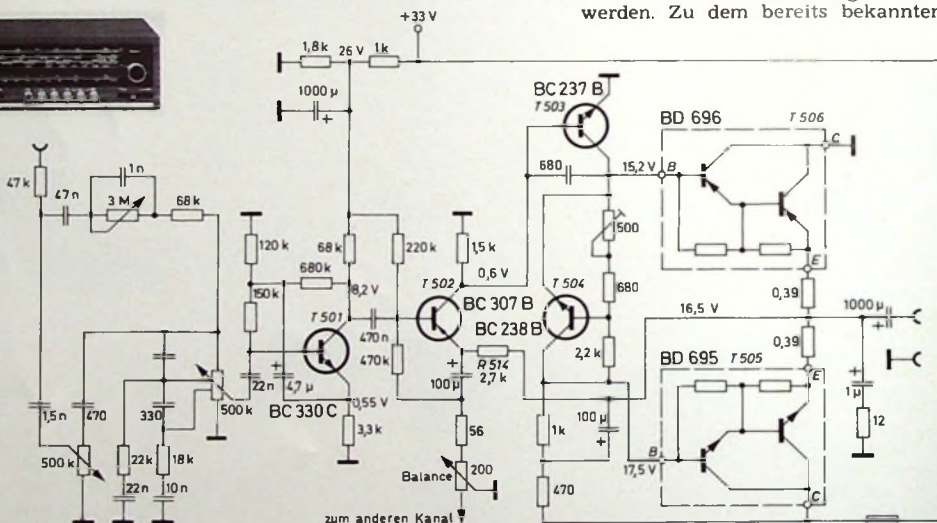 werden. Zu dem bereits bekannten
+33 V
1,8 k
26 V
1k
1000 µ
+
BC 237 B
T 503
BD 696
T 506
C
680
15,2 V
B
47 k
47 n
1n
3 M
68 k
120 k
68 k
220 k
1,5 k
500
680 k
0,6 V
E
150 k
8,2 V
T 502
T 504
680
0,39
T 501
BC 307 B
BC 238 B
16,5 V
1000 µ
+
470 n
0,39
470 k
R 514
2,7 k
2,2 k
BD 695
T 505
22 n
4,7 µ
+
100 µ
+
E
1 µ
+
500 k
BC 330 C
0,55 V
1,5 n
470
330
100 µ
+
3,3 k
56
1k
12
500 k
22 k
18 k
B
17,5 V
Balance
200
470
22 n
10 n
C
zum anderen Kanal